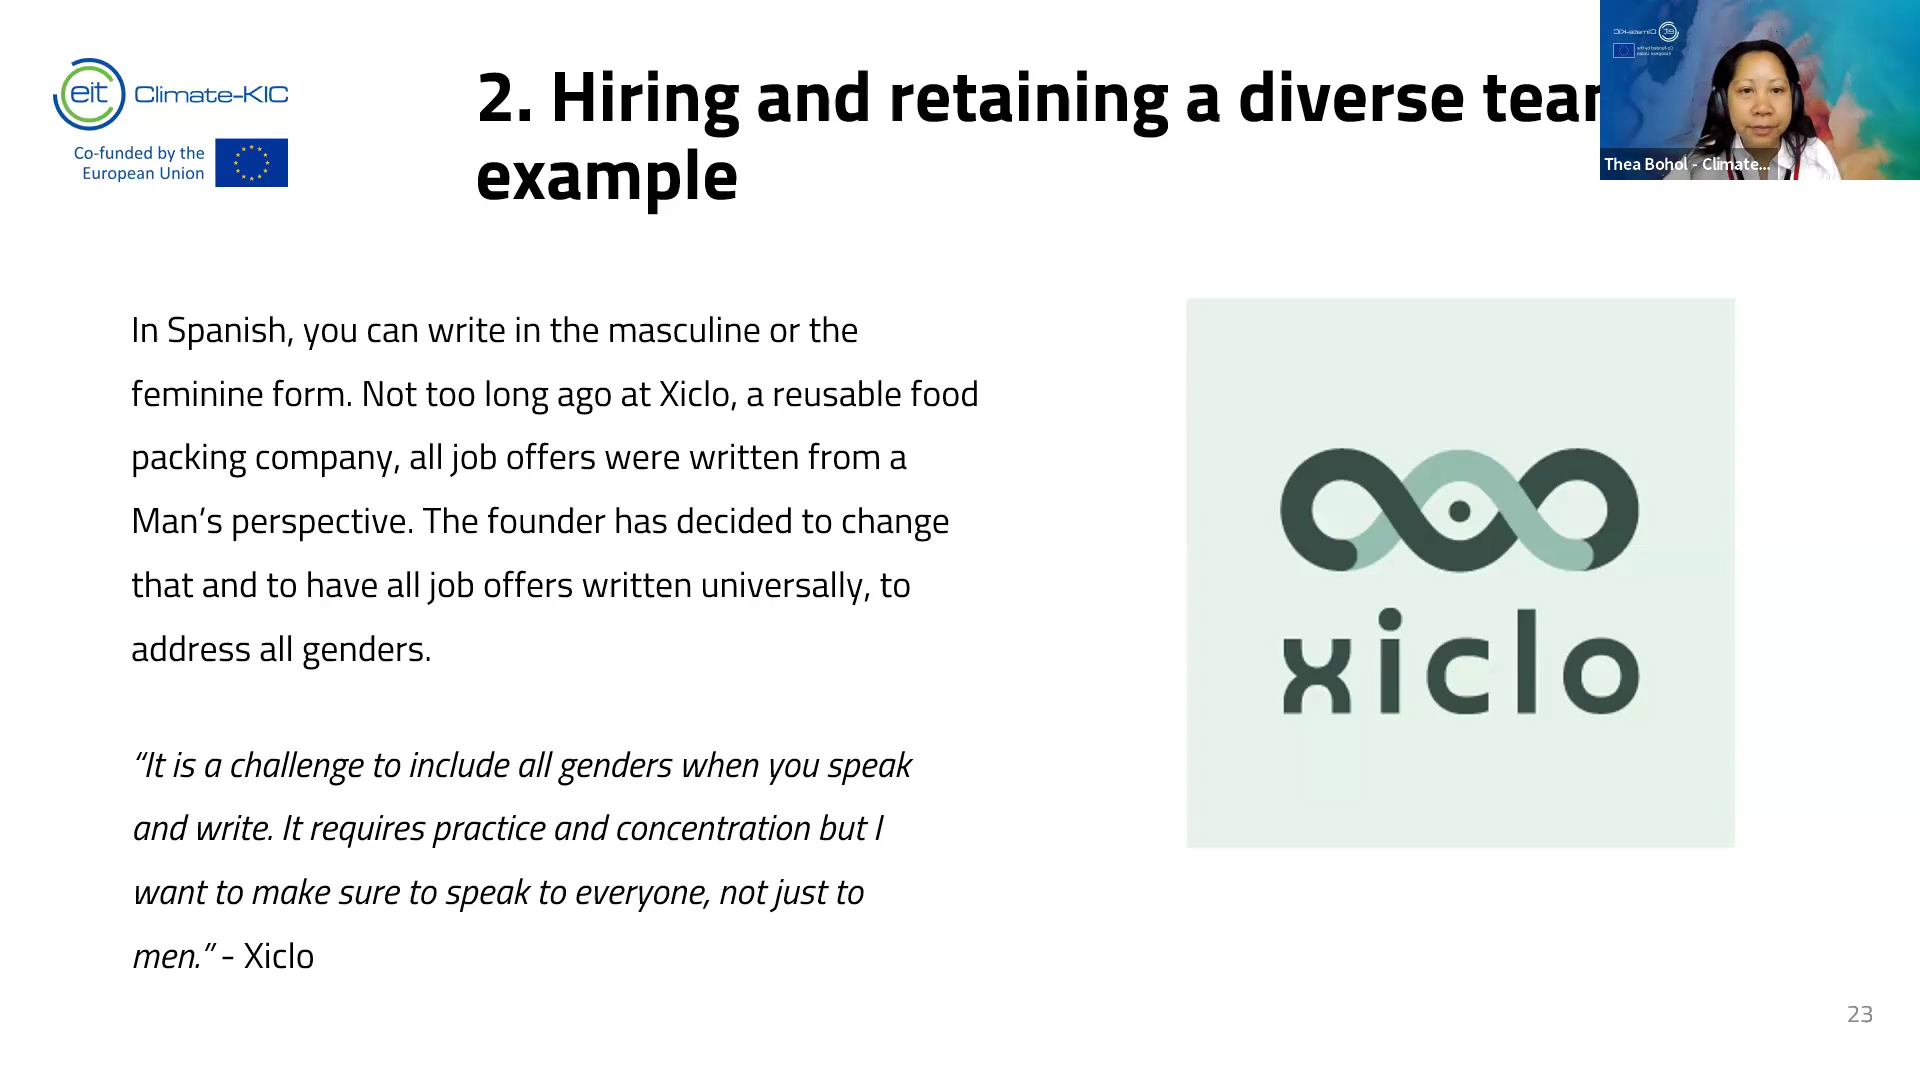 eit Climate-KIC
Co-funded by the
European Union
2. Hiring and retaining a diverse
example
Thea Bohol - Climate...
In Spanish, you can write in the masculine or the
feminine form. Not too long ago at Xiclo, a reusable food
packing company, all job offers were written from a
Man’s perspective. The founder has decided to change
that and to have all job offers written universally, to
address all genders.
“It is a challenge to include all genders when you speak
and write. It requires practice and concentration but I
want to make sure to speak to everyone, not just to
men.” - Xiclo
xiclo
23